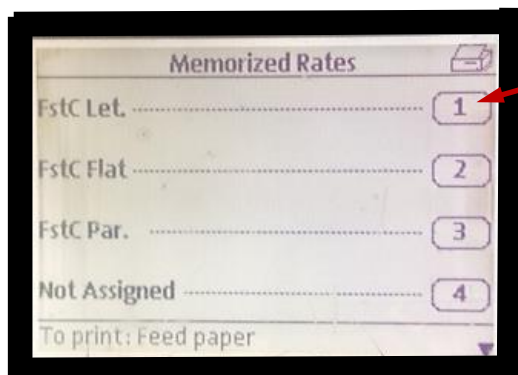 Memorized Rates
FstC Let. 1
FstC Flat 2
FstC Par. 3
Not Assigned 4
To print: Feed paper